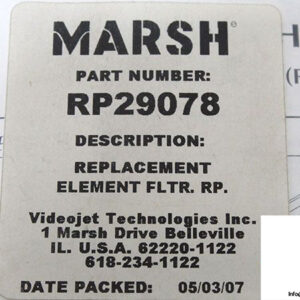 MARSH®
PART NUMBER:
RP29078
DESCRIPTION:
REPLACEMENT
ELEMENT FLTR. RP.
Videojet Technologies Inc.
1 Marsh Drive Belleville
IL. U.S.A. 62220-1122
618-234-1122
DATE PACKED: 05/03/07
H